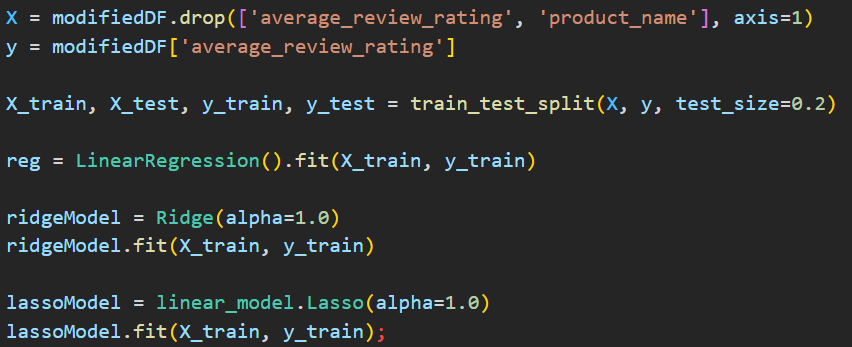 X = modifiedDF.drop(['average_review_rating', 'product_name'], axis=1)
y = modifiedDF['average_review_rating']
X_train, X_test, y_train, y_test = train_test_split(X, y, test_size=0.2)
reg = LinearRegression().fit(X_train, y_train)
ridgeModel = Ridge(alpha=1.0)
ridgeModel.fit(X_train, y_train)
lassoModel = linear_model.Lasso(alpha=1.0)
lassoModel.fit(X_train, y_train);